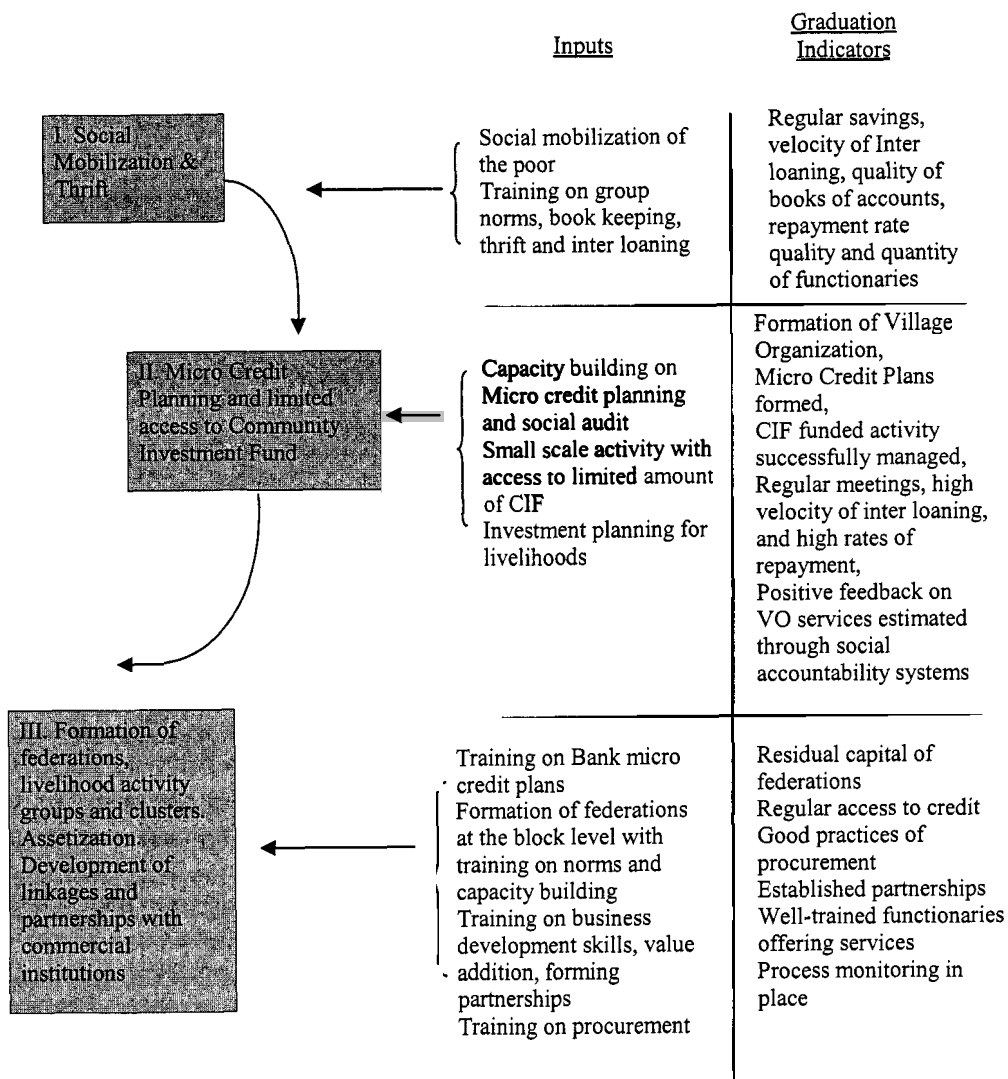 Inputs
Graduation
Indicators
I. Social
Mobilization &
Thrift
Social mobilization of
the poor
Training on group
norms, book keeping,
thrift and inter loaning
Regular savings,
velocity of Inter
loaning, quality of
books of accounts,
repayment rate
quality and quantity
of functionaries
II. Micro Credit
Planning and limited
access to Community
Investment Fund
Capacity building on
Micro credit planning
and social audit
Small scale activity with
access to limited amount
of CIF
Investment planning for
livelihoods
Formation of Village
Organization,
Micro Credit Plans
formed,
CIF funded activity
successfully managed,
Regular meetings, high
velocity of inter loaning,
and high rates of
repayment,
Positive feedback on
VO services estimated
through social
accountability systems
III. Formation of
federations,
livelihood activity
groups and clusters.
Assetization.
Development of
linkages and
partnerships with
commercial
institutions
Training on Bank micro
credit plans
Formation of federations
at the block level with
training on norms and
capacity building
Training on business
development skills, value
addition, forming
partnerships
Training on procurement
Residual capital of
federations
Regular access to credit
Good practices of
procurement
Established partnerships
Well-trained functionaries
offering services
Process monitoring in
place